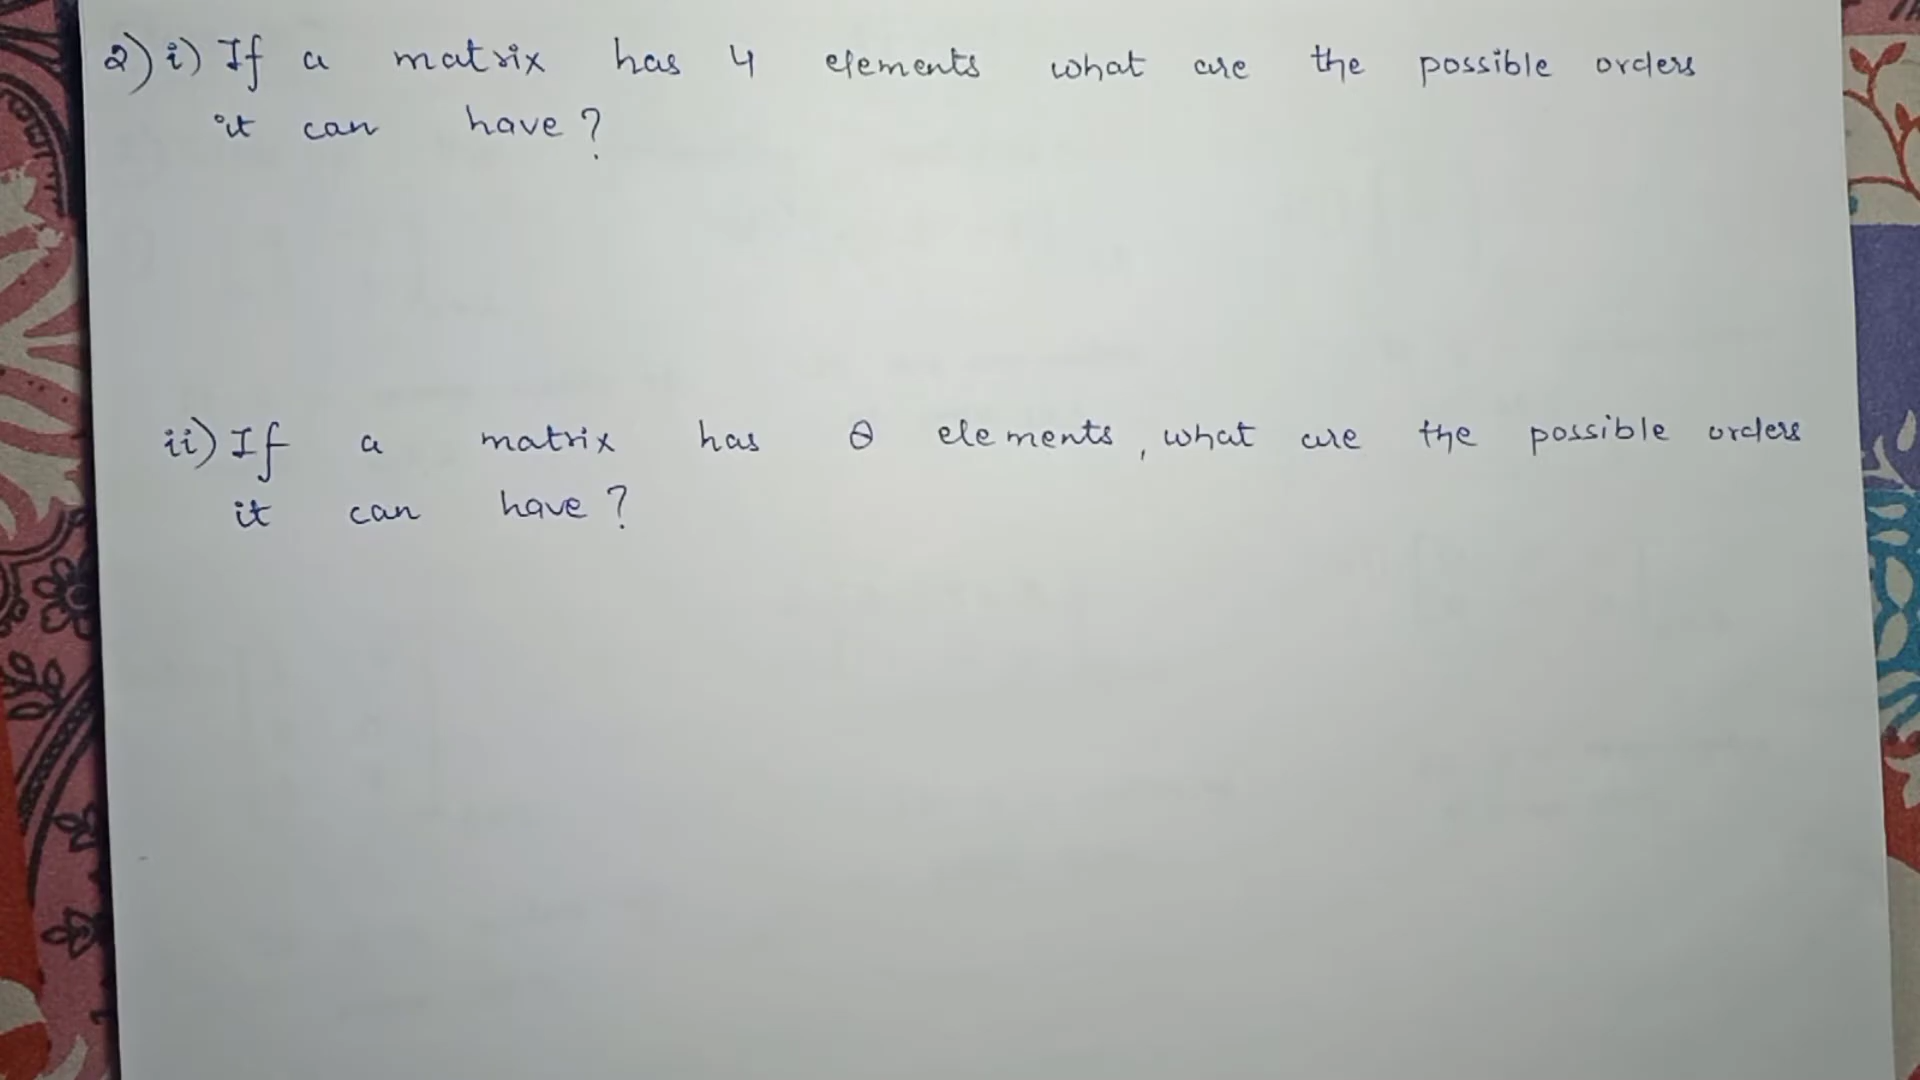 2) i) If a matrix has 4 elements what are the possible orders
it can have ?
ii) If a matrix has θ elements, what are the possible orders
it can have ?